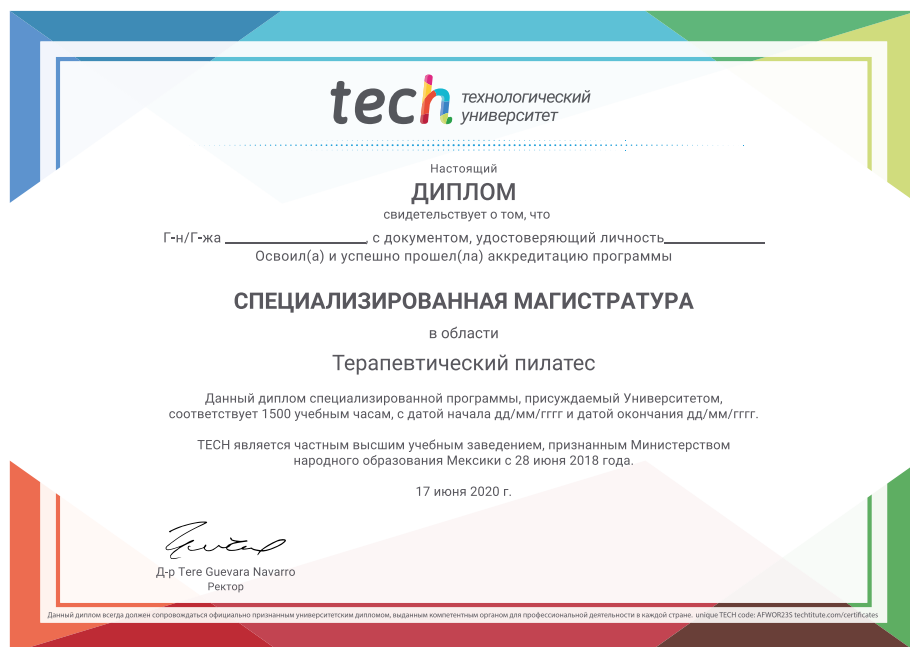 tech технологический
университет
Настоящий
ДИПЛОМ
свидетельствует о том, что
Г-н/Г-жа , с документом, удостоверяющий личность
Освоил(а) и успешно прошел(ла) аккредитацию программы
СПЕЦИАЛИЗИРОВАННАЯ МАГИСТРАТУРА
в области
Терапевтический пилатес
Данный диплом специализированной программы, присуждаемый Университетом,
соответствует 1500 учебным часам, с датой начала дд/мм/гггг и датой окончания дд/мм/гггг.
TECH является частным высшим учебным заведением, признанным Министерством
народного образования Мексики с 28 июня 2018 года.
17 июня 2020 г.
Д-р Tere Guevara Navarro
Ректор
Данный диплом всегда должен сопровождаться официально признанным университетским дипломом, выданным компетентным органом для профессиональной деятельности в каждой стране. unique TECH code: AFWOR23S techtitute.com/certificates